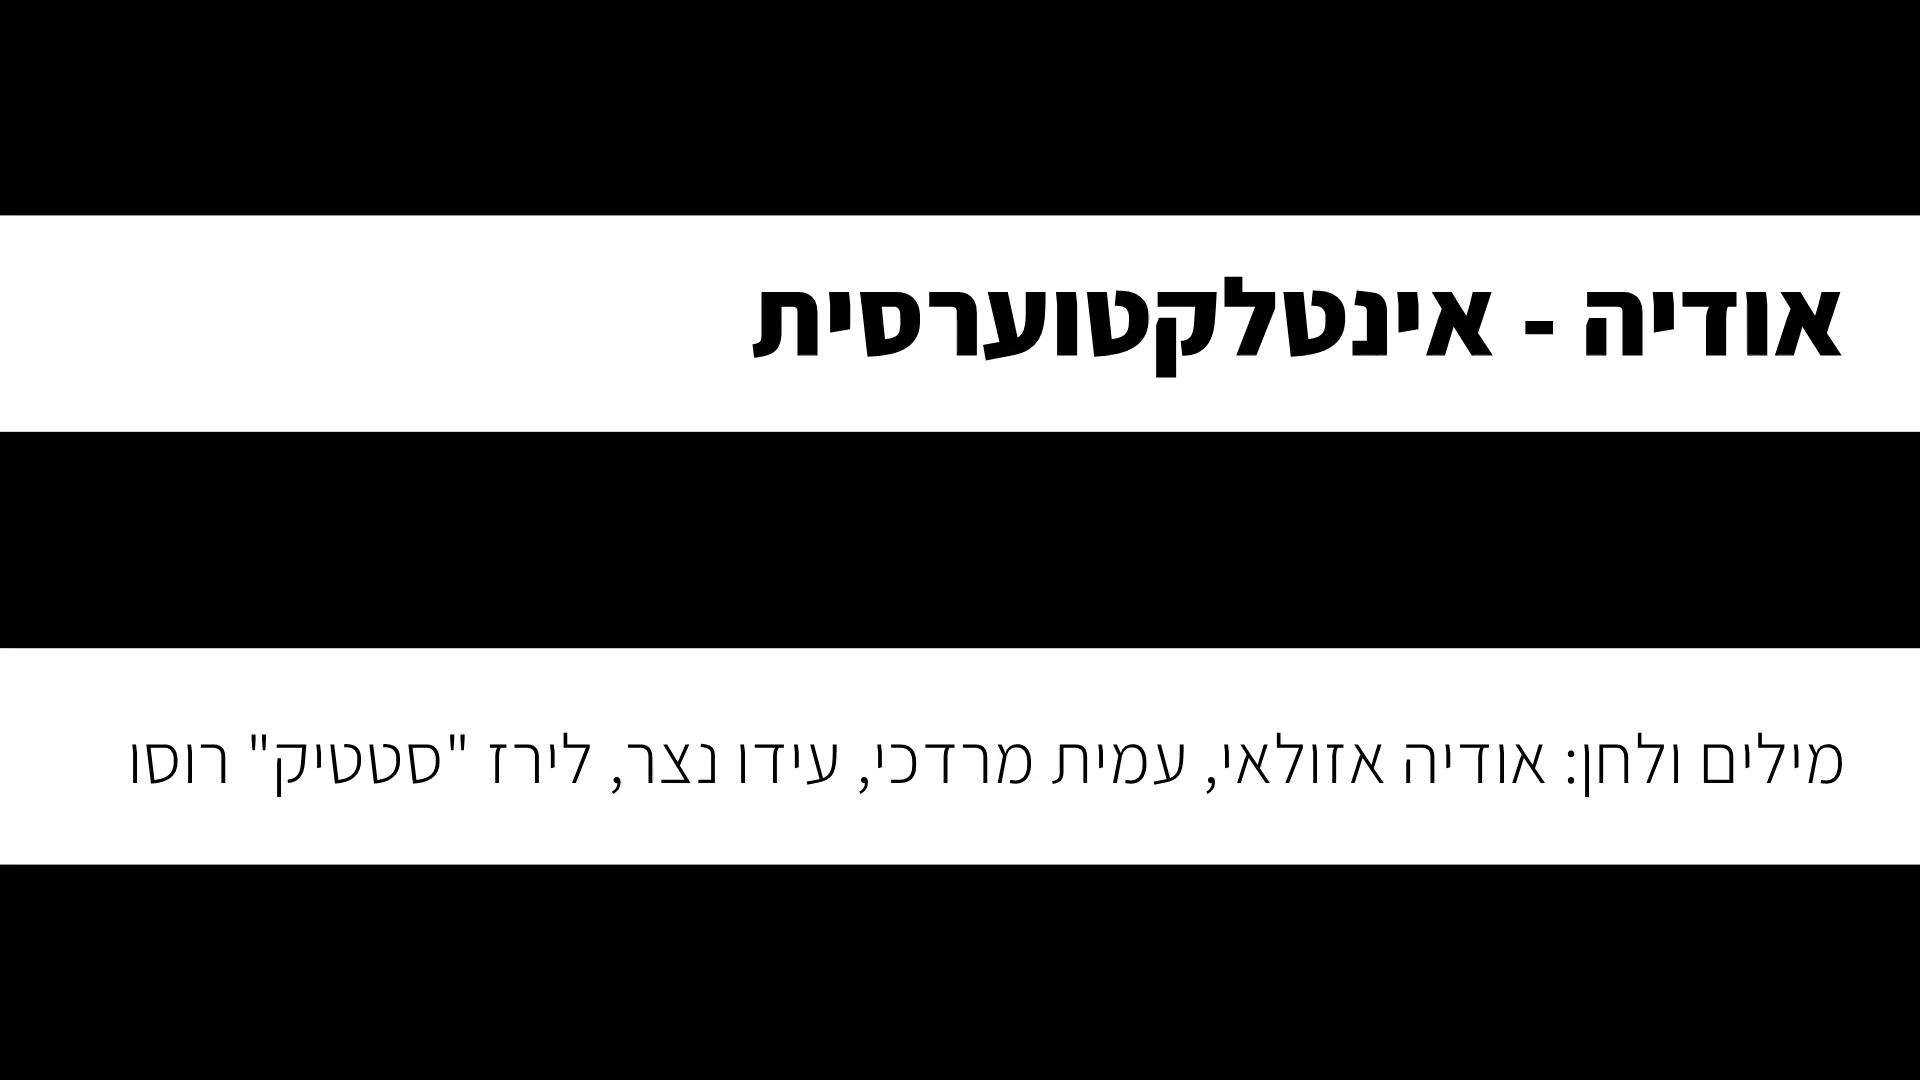 אודיה - אינטלקטוערסית
מילים ולחן: אודיה אזולאי, עמית מרדכי, עידו נצר, לירז "סטטיק" רוסו